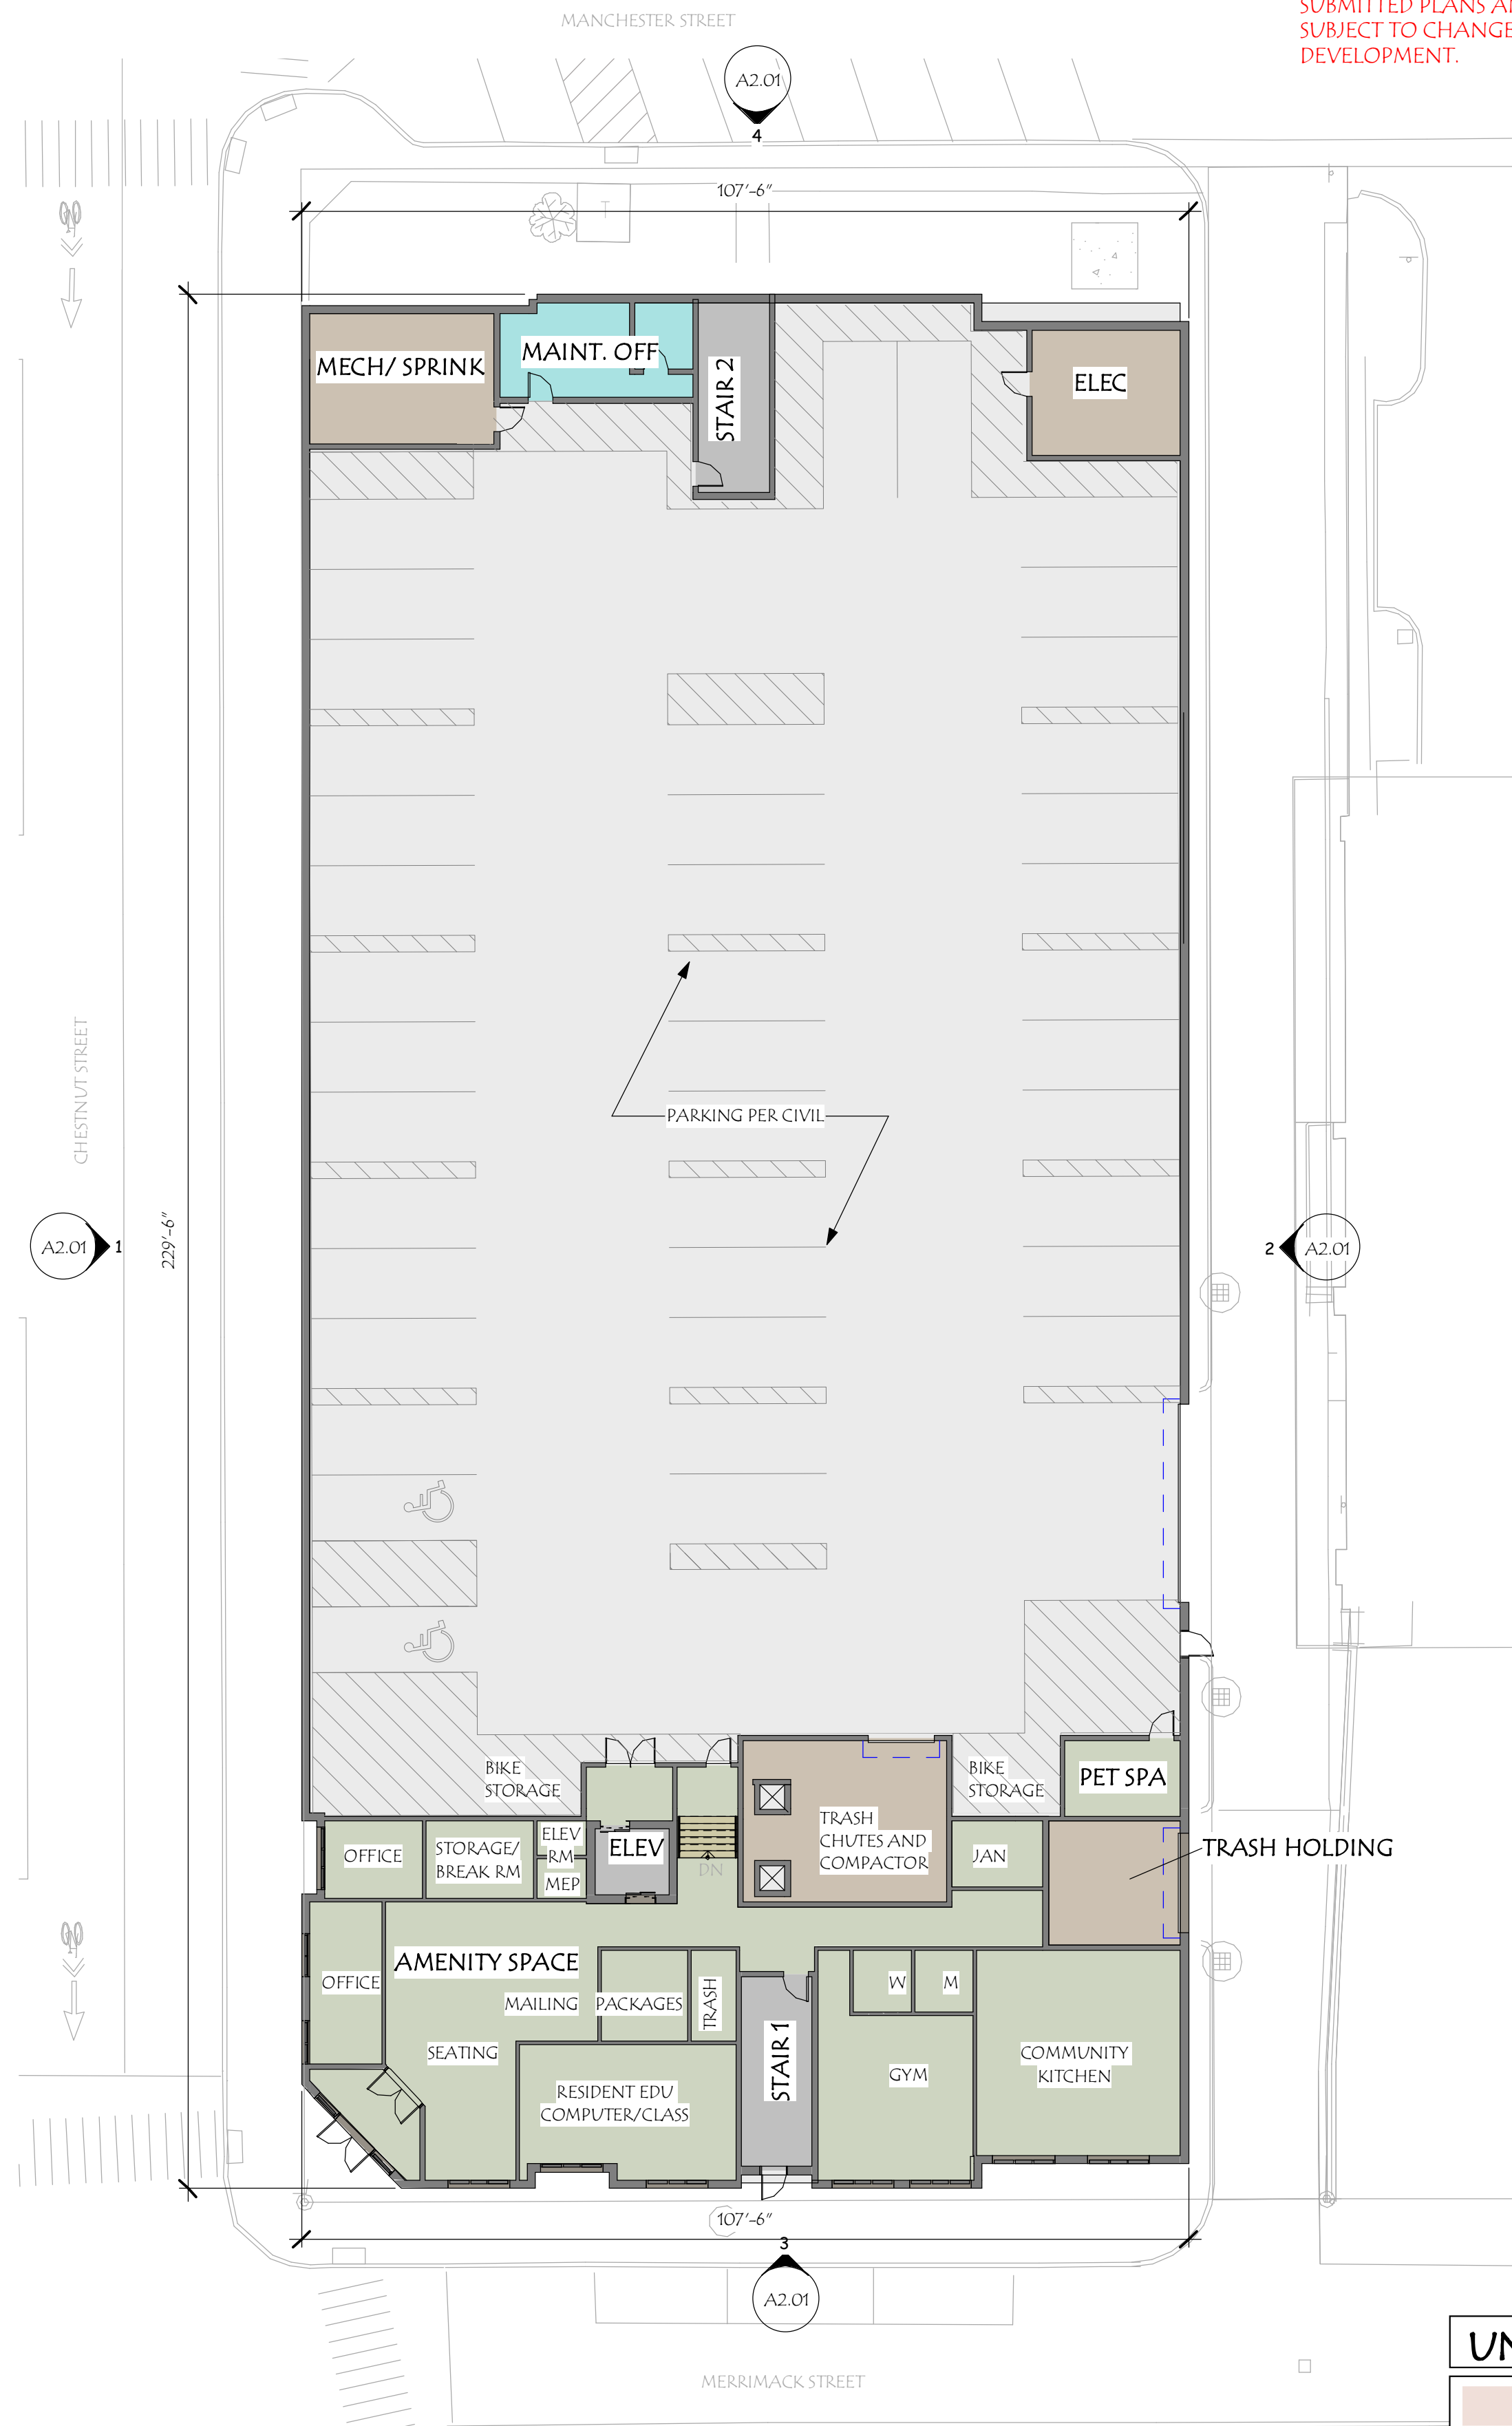 SUBMITTED PLANS
SUBJECT TO CHANGE
DEVELOPMENT.
MANCHESTER STREET
A2.01
4
107'-6"
T
MECH/ SPRINK
MAINT. OFF
STAIR 2
ELEC
CHESTNUT STREET
PARKING PER CIVIL
229'-6"
A2.01
1
2
A2.01
BIKE
STORAGE
BIKE
STORAGE
PET SPA
TRASH
CHUTES AND
COMPACTOR
OFFICE
STORAGE/
BREAK RM
ELEV
RM
MEP
ELEV
DN
JAN
TRASH HOLDING
OFFICE
AMENITY SPACE
MAILING
PACKAGES
TRASH
W
M
SEATING
STAIR 1
GYM
COMMUNITY
KITCHEN
RESIDENT EDU
COMPUTER/CLASS
107'-6"
3
A2.01
MERRIMACK STREET